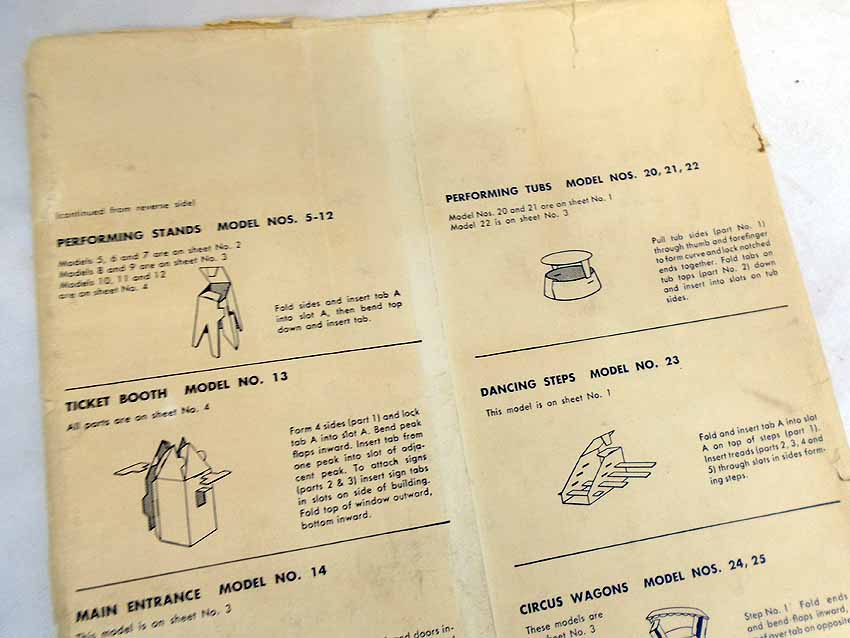 (continued from reverse side)
PERFORMING STANDS MODEL NOS. 5-12
Models 5, 6 and 7 are on sheet No. 2
Models 8 and 9 are on sheet No. 3
Models 10, 11 and 12
are on sheet No. 4
Fold sides and insert tab A
into slot A, then bend top
down and insert tab.
TICKET BOOTH MODEL NO. 13
All parts are on sheet No. 4
Form 4 sides (part 1) and lock
tab A into slot A. Bend peak
flaps inward. Insert tab from
one peak into slot of adja-
cent peak. To attach signs
(parts 2 & 3) insert sign tabs
in slots on side of building.
Fold top of window outward,
bottom inward.
MAIN ENTRANCE MODEL NO. 14
This model is on sheet No. 3
and doors in-
PERFORMING TUBS MODEL NOS. 20, 21, 22
Model Nos. 20 and 21 are on sheet No. 1
Model 22 is on sheet No. 3
Pull tub sides (part No. 1)
through thumb and forefinger
to form curve and lock notched
ends together. Fold tabs on
tub tops (part No. 2) down
and insert into slots on tub
sides.
DANCING STEPS MODEL NO. 23
This model is on sheet No. 1
Fold and insert tab A into slot
A on top of steps (part 1).
Insert treads (parts 2, 3, 4 and
5) through slots in sides form-
ing steps.
CIRCUS WAGONS MODEL NOS. 24, 25
These models are
sheet No. 3
Step No. 1 Fold ends
and bend flaps inward,
tab on opposite